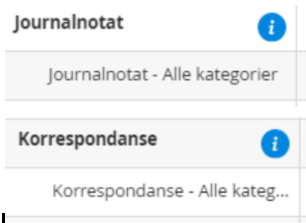 Journalnotat
Journalnotat - Alle kategorier
Korrespondanse
Korrespondanse - Alle kateg...